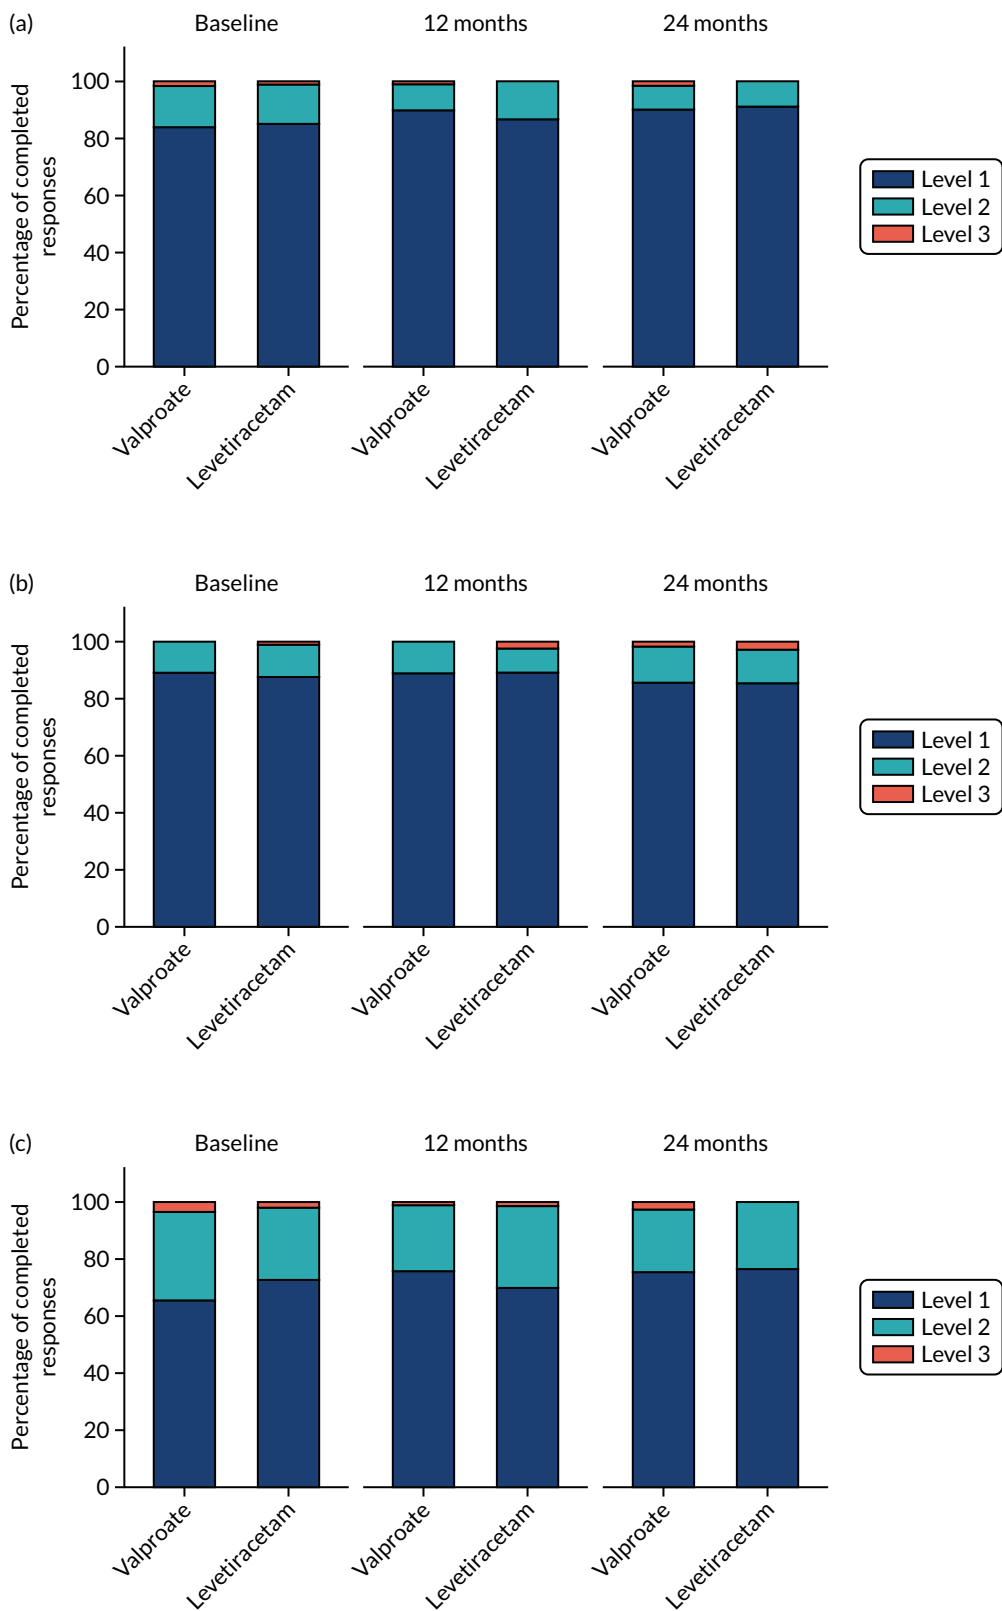 (a)
Baseline
12 months
24 months
Percentage of completed
responses
100
80
60
40
20
0
Valproate
Levetiracetam
Valproate
Levetiracetam
Valproate
Levetiracetam
Level 1
Level 2
Level 3
(b)
Baseline
12 months
24 months
Percentage of completed
responses
100
80
60
40
20
0
Valproate
Levetiracetam
Valproate
Levetiracetam
Valproate
Levetiracetam
Level 1
Level 2
Level 3
(c)
Baseline
12 months
24 months
Percentage of completed
responses
100
80
60
40
20
0
Valproate
Levetiracetam
Valproate
Levetiracetam
Valproate
Levetiracetam
Level 1
Level 2
Level 3